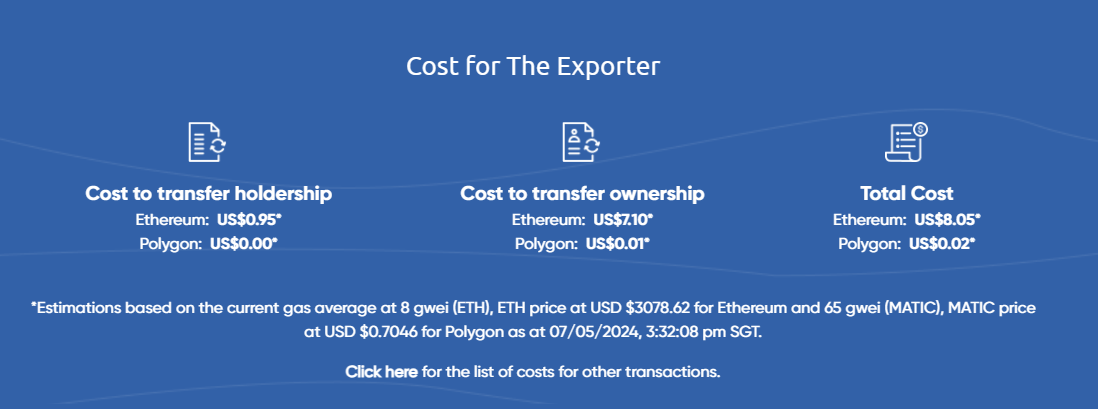 Cost for The Exporter
Cost to transfer holdership
Ethereum: US$0.95*
Polygon: US$0.00*
Cost to transfer ownership
Ethereum: US$7.10*
Polygon: US$0.01*
$
Total Cost
Ethereum: US$8.05*
Polygon: US$0.02*
*Estimations based on the current gas average at 8 gwei (ETH), ETH price at USD $3078.62 for Ethereum and 65 gwei (MATIC), MATIC price
at USD $0.7046 for Polygon as at 07/05/2024, 3:32:08 pm SGT.
Click here for the list of costs for other transactions.